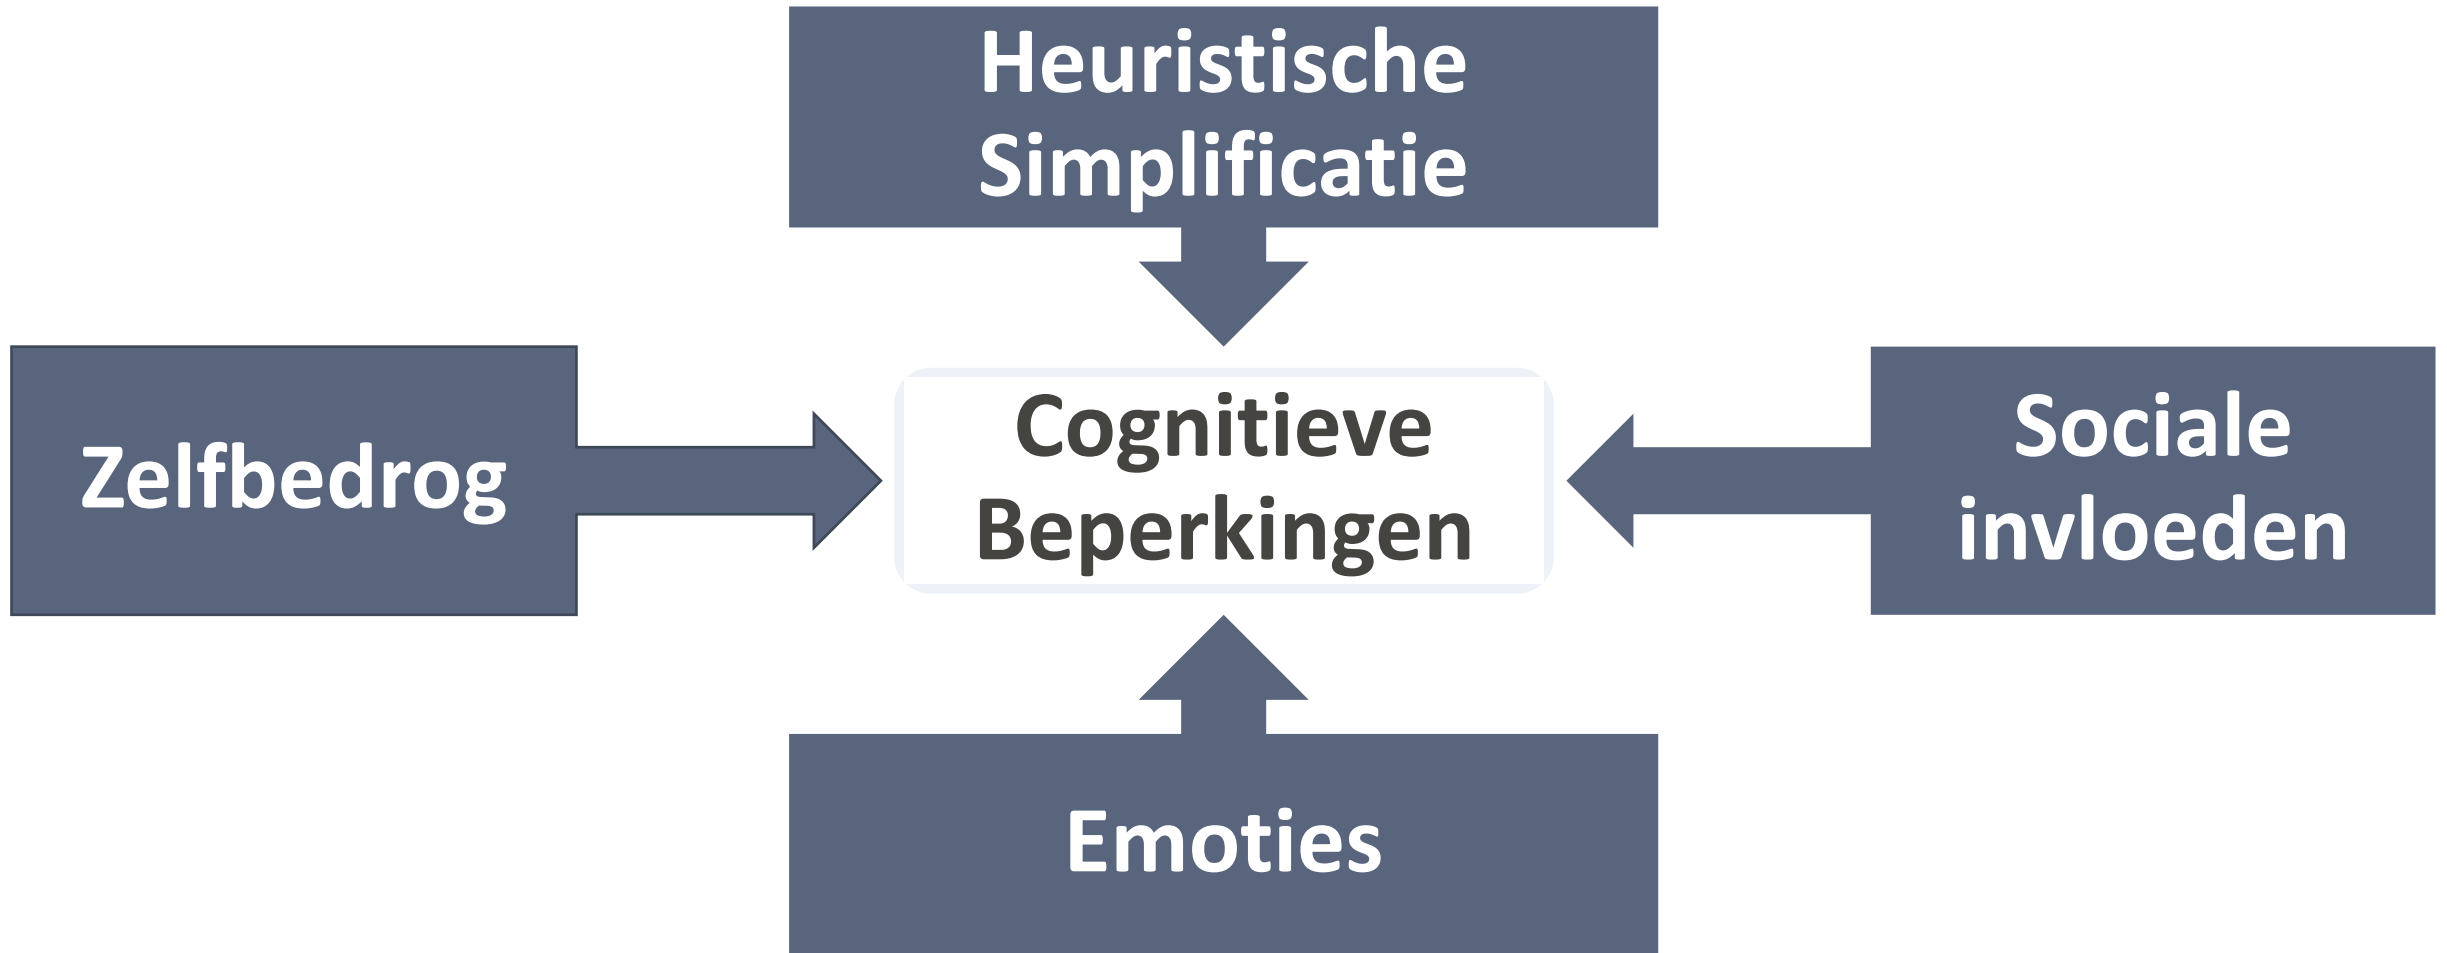 Heuristische
Simplificatie
Zelfbedrog
Cognitieve
Beperkingen
Sociale
invloeden
Emoties